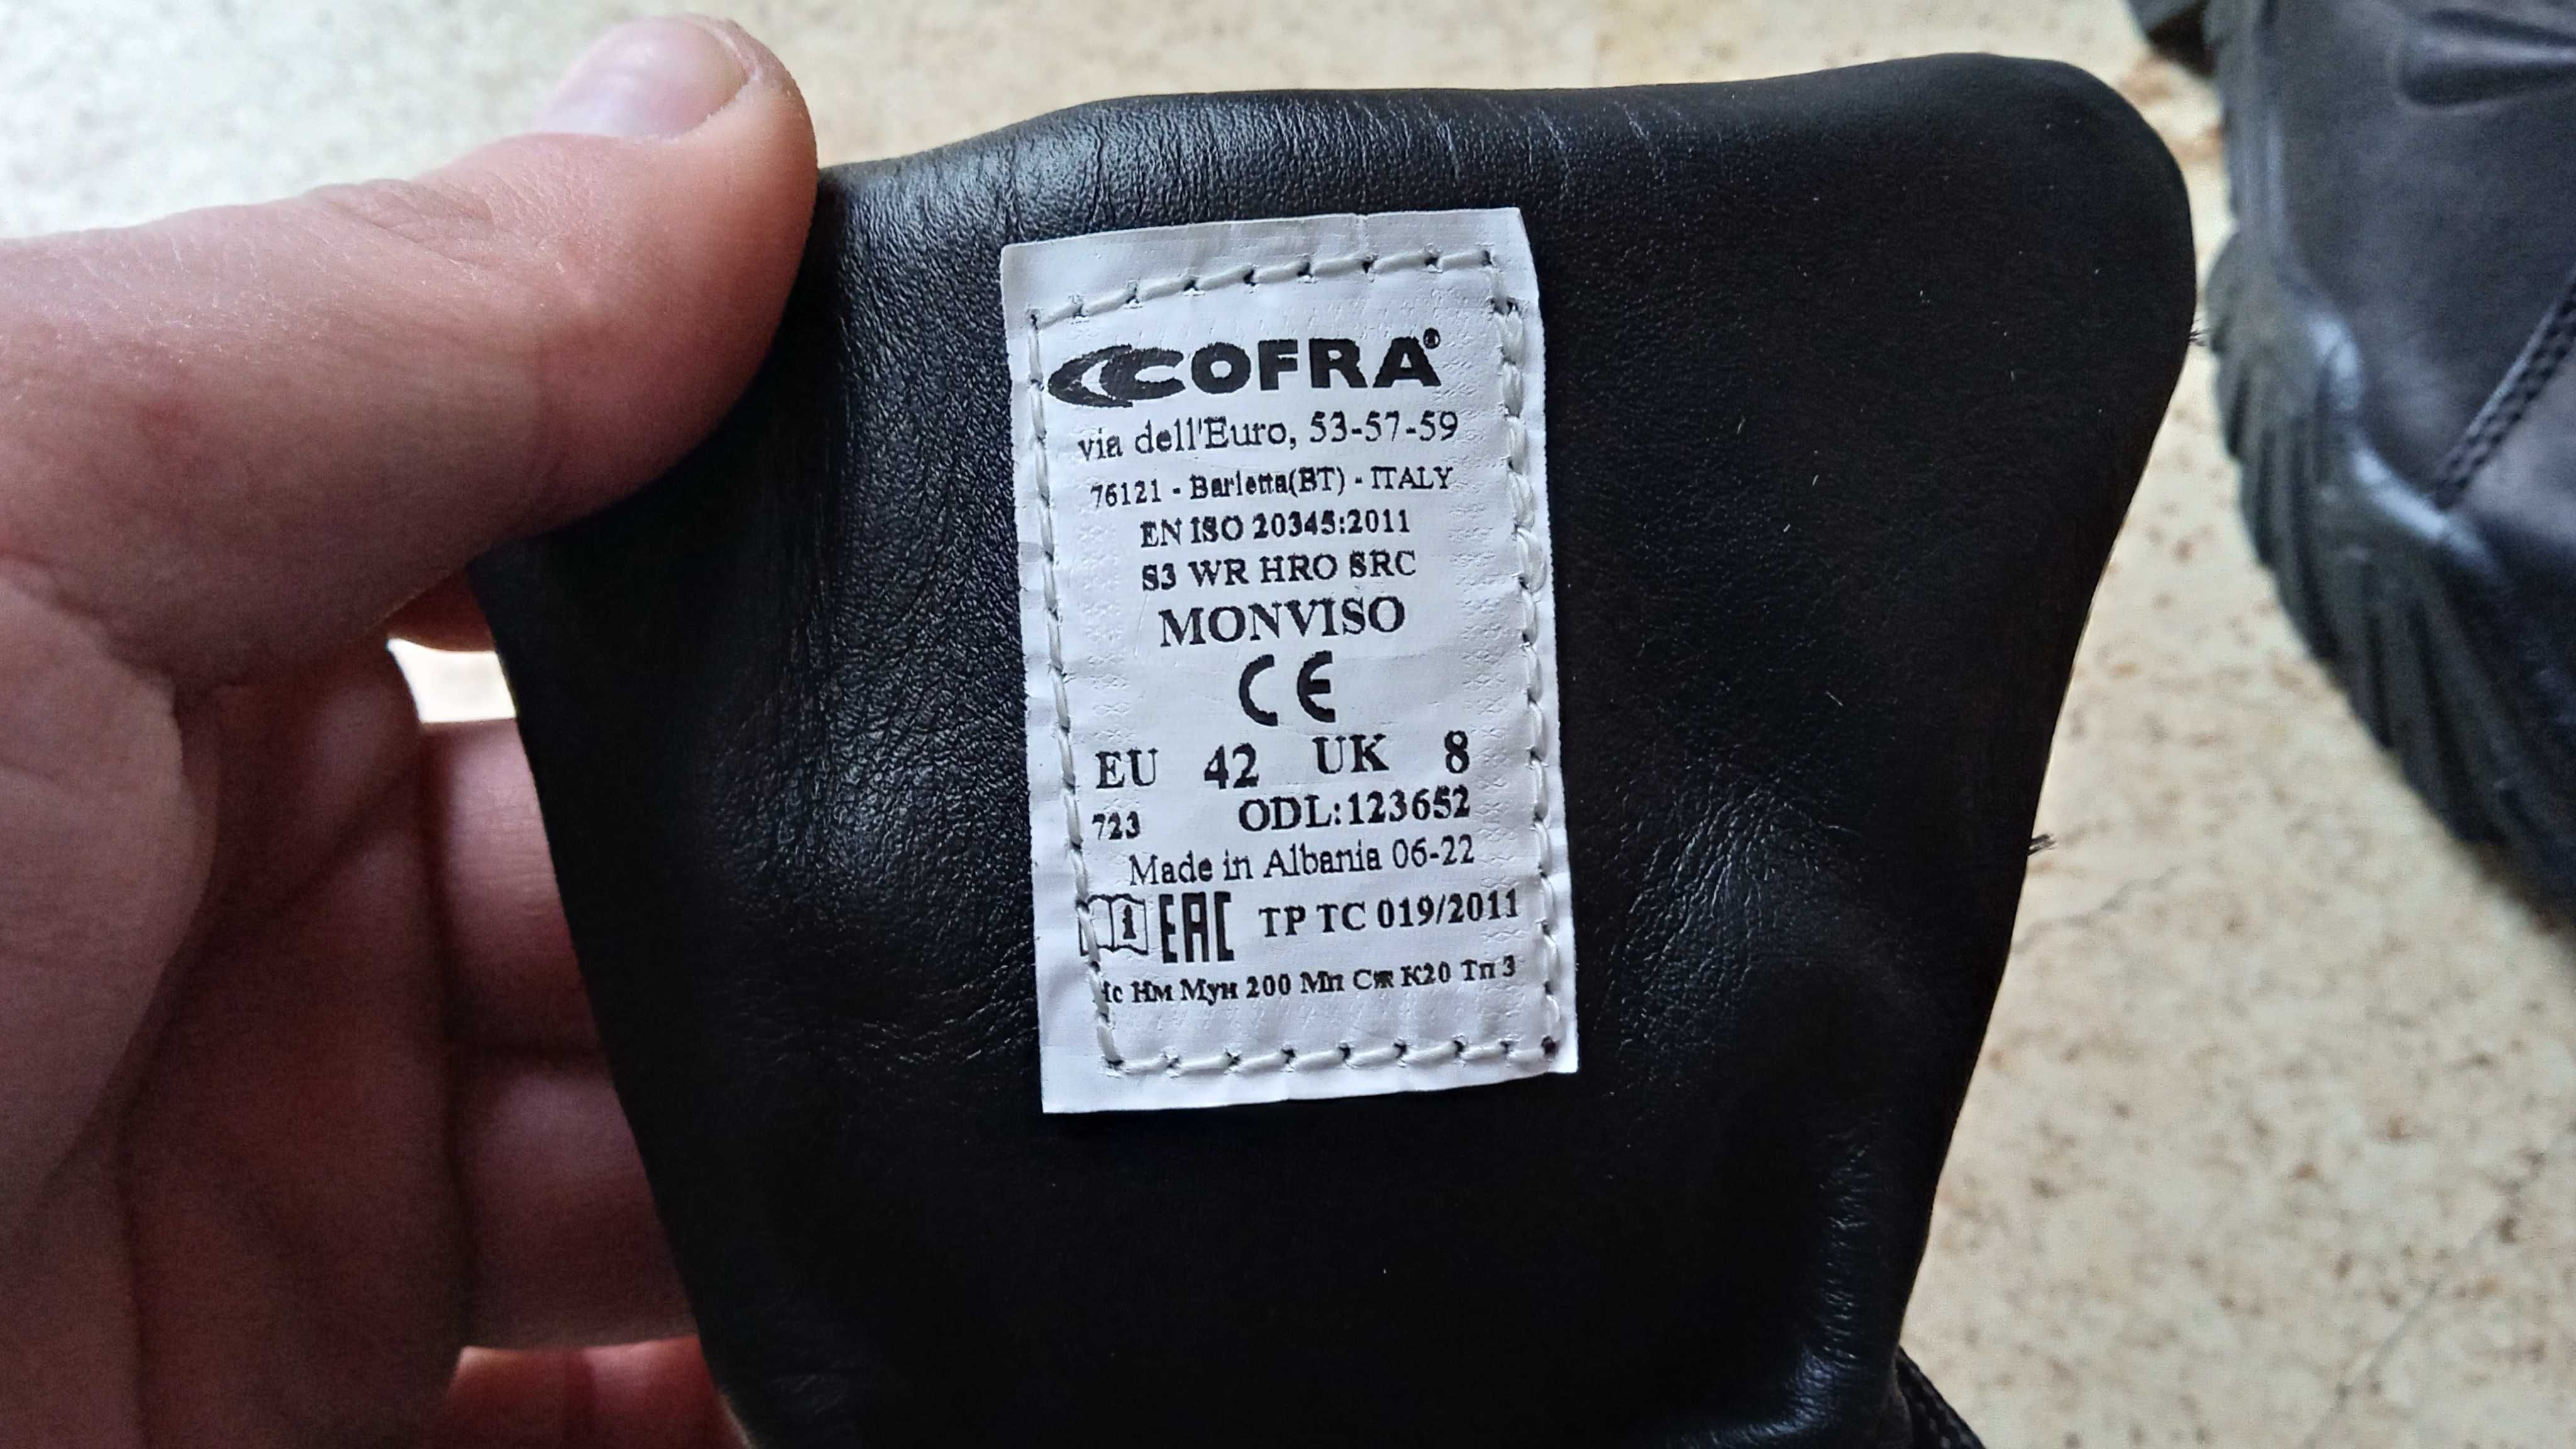 COFRA®
via dell'Euro, 53-57-59
76121 - Barletta(BT) - ITALY
EN ISO 20345:2011
S3 WR HRO SRC
MONVISO
CE
EU 42 UK 8
723 ODL:123652
Made in Albania 06-22
i EAC ТР ТС 019/2011
Нм Мун 200 Мп Сж К20 Тп 3